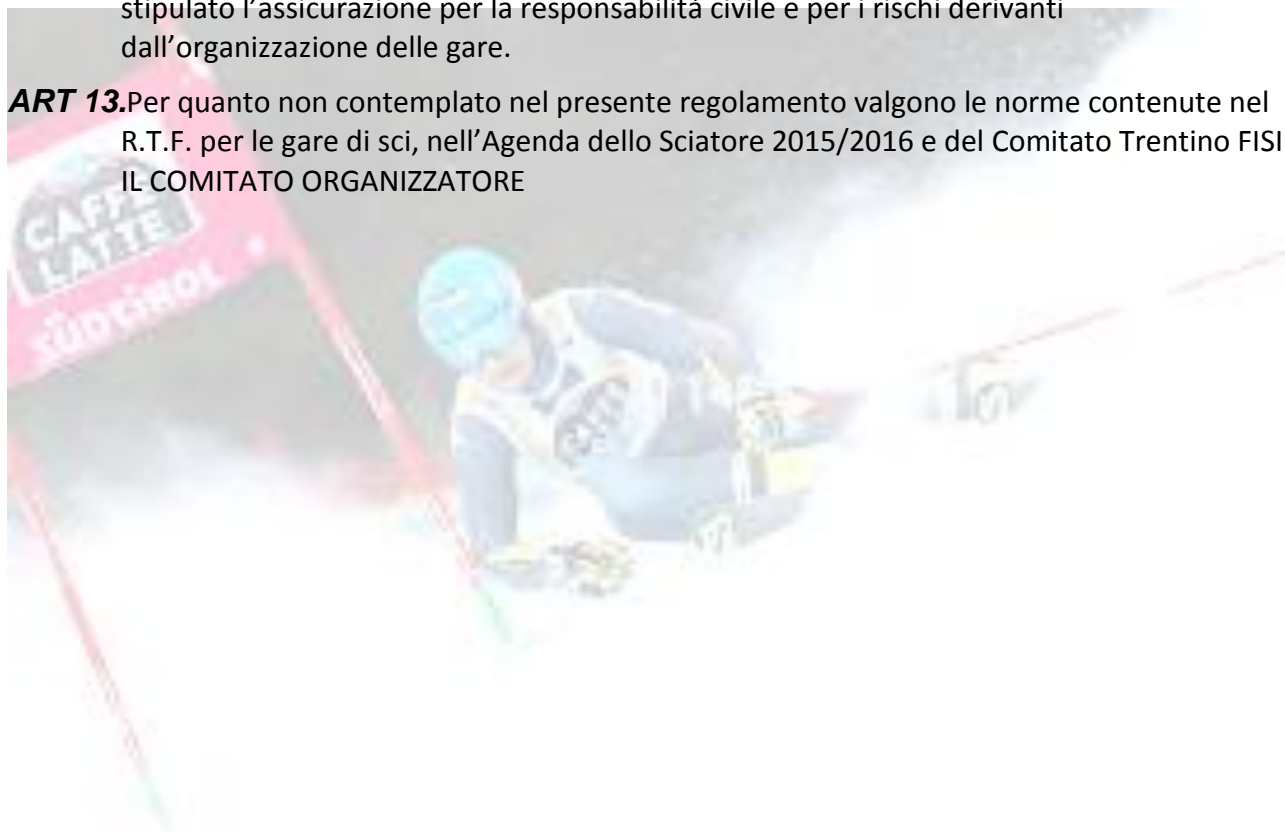 stipulato l’assicurazione per la responsabilità civile e per i rischi derivanti
dall’organizzazione delle gare.
ART 13.Per quanto non contemplato nel presente regolamento valgono le norme contenute nel
R.T.F. per le gare di sci, nell’Agenda dello Sciatore 2015/2016 e del Comitato Trentino FISI
IL COMITATO ORGANIZZATORE
CAFFÈ
LATTE
SÜDTIROL